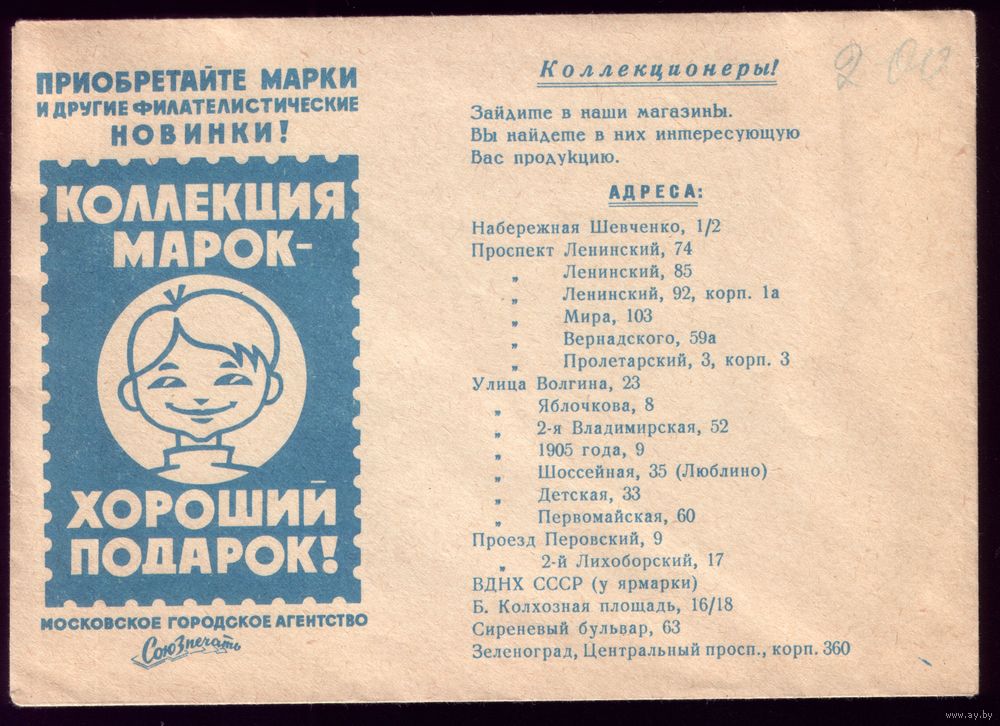 ПРИОБРЕТАЙТЕ МАРКИ
И ДРУГИЕ ФИЛАТЕЛИСТИЧЕСКИЕ
НОВИНКИ!
КОЛЛЕКЦИЯ
МАРОК-
ХОРОШИЙ
ПОДАРОК!
МОСКОВСКОЕ ГОРОДСКОЕ АГЕНТСТВО
Союзпечать
Коллекционеры!
Зайдите в наши магазины.
Вы найдете в них интересующую
Вас продукцию.
АДРЕСА:
Набережная Шевченко, 1/2
Проспект Ленинский, 74
„ Ленинский, 85
„ Ленинский, 92, корп. 1а
„ Мира, 103
„ Вернадского, 59а
„ Пролетарский, 3, корп. 3
Улица Волгина, 23
„ Яблочкова, 8
„ 2-я Владимирская, 52
„ 1905 года, 9
„ Шоссейная, 35 (Люблино)
„ Детская, 33
„ Первомайская, 60
Проезд Перовский, 9
„ 2-й Лихоборский, 17
ВДНХ СССР (у ярмарки)
Б. Колхозная площадь, 16/18
Сиреневый бульвар, 63
Зеленоград, Центральный просп., корп. 360
www.ay.by